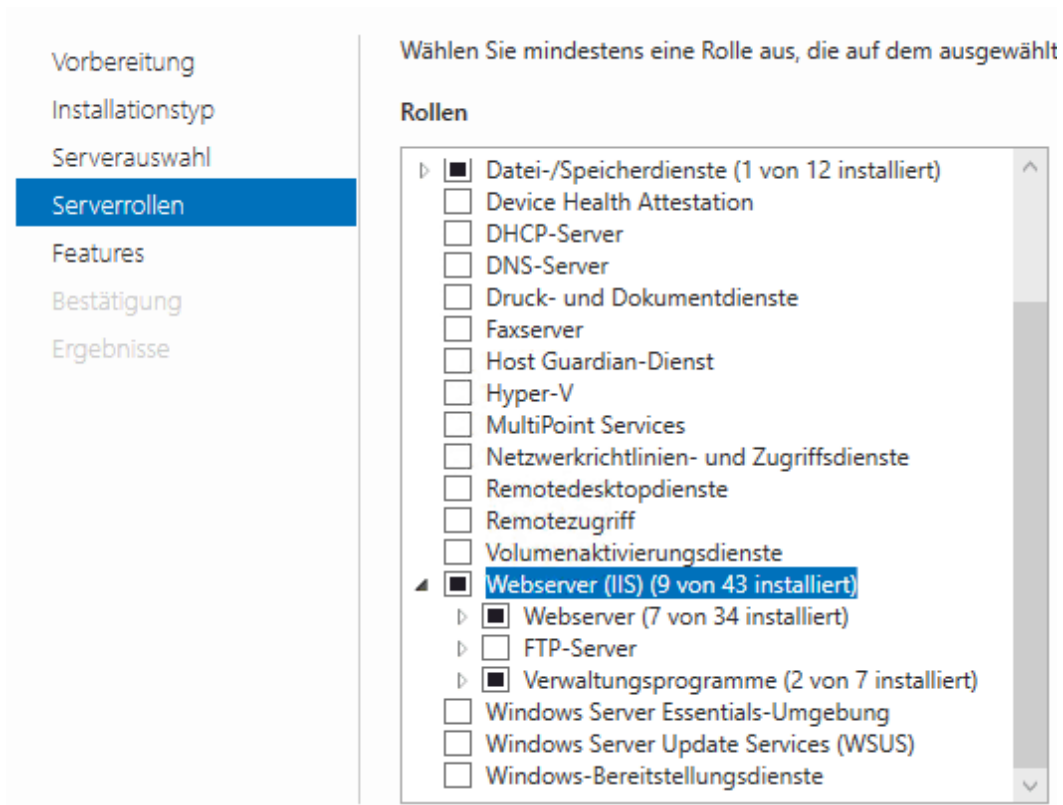 Vorbereitung
Installationstyp
Serverauswahl
Serverrollen
Features
Bestätigung
Ergebnisse
Wählen Sie mindestens eine Rolle aus, die auf dem ausgewählt
Rollen
Datei-/Speicherdienste (1 von 12 installiert)
Device Health Attestation
DHCP-Server
DNS-Server
Druck- und Dokumentdienste
Faxserver
Host Guardian-Dienst
Hyper-V
MultiPoint Services
Netzwerkrichtlinien- und Zugriffsdienste
Remotedesktopdienste
Remotezugriff
Volumenaktivierungsdienste
Webserver (IIS) (9 von 43 installiert)
Webserver (7 von 34 installiert)
FTP-Server
Verwaltungsprogramme (2 von 7 installiert)
Windows Server Essentials-Umgebung
Windows Server Update Services (WSUS)
Windows-Bereitstellungsdienste